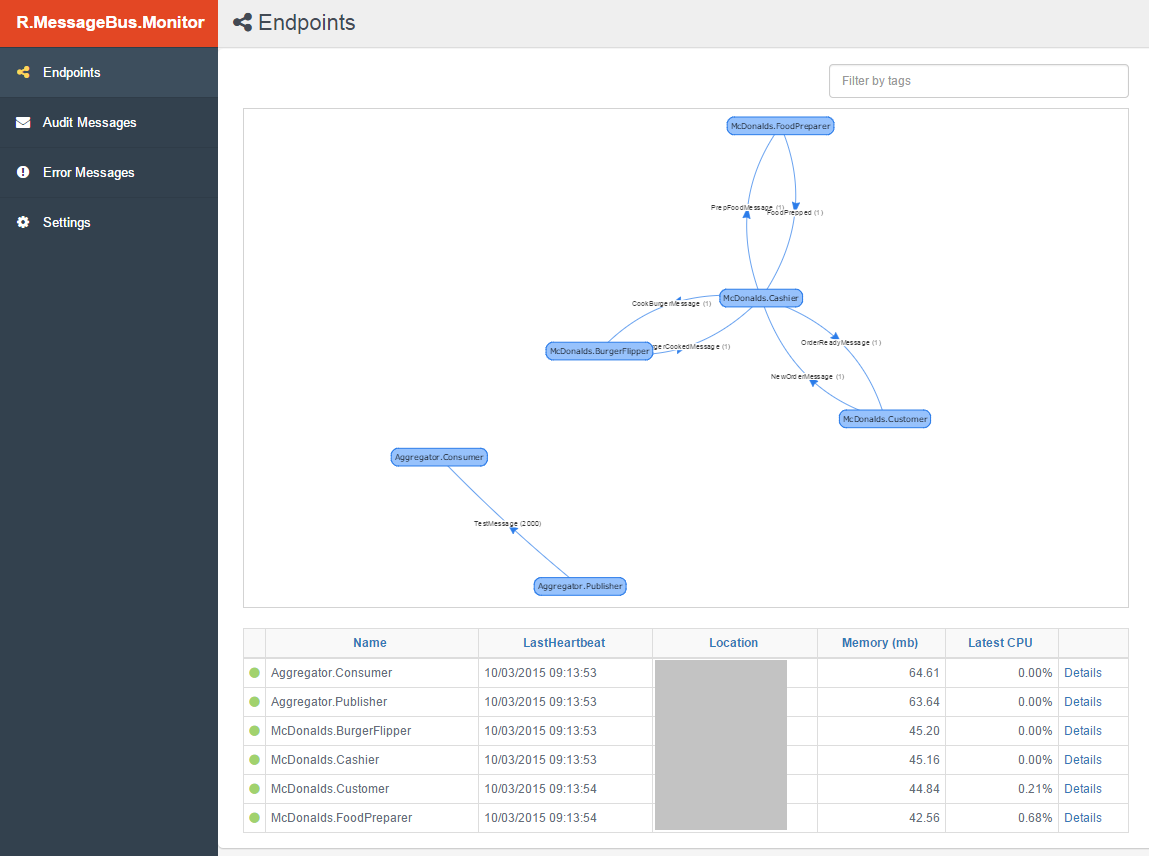 R.MessageBus.Monitor
Endpoints
Audit Messages
Error Messages
Settings
Endpoints
Filter by tags
McDonalds.FoodPreparer
PrepFoodMessage (1)
FoodPrepped (1)
McDonalds.Cashier
CookBurgerMessage (1)
OrderReadyMessage (1)
gerCookedMessage (1)
McDonalds.BurgerFlipper
NewOrderMessage (1)
McDonalds.Customer
Aggregator.Consumer
TestMessage (2000)
Aggregator.Publisher
Name LastHeartbeat Location Memory (mb) Latest CPU
Aggregator.Consumer 10/03/2015 09:13:53 64.61 0.00% Details
Aggregator.Publisher 10/03/2015 09:13:53 63.64 0.00% Details
McDonalds.BurgerFlipper 10/03/2015 09:13:53 45.20 0.00% Details
McDonalds.Cashier 10/03/2015 09:13:53 45.16 0.00% Details
McDonalds.Customer 10/03/2015 09:13:54 44.84 0.21% Details
McDonalds.FoodPreparer 10/03/2015 09:13:54 42.56 0.68% Details